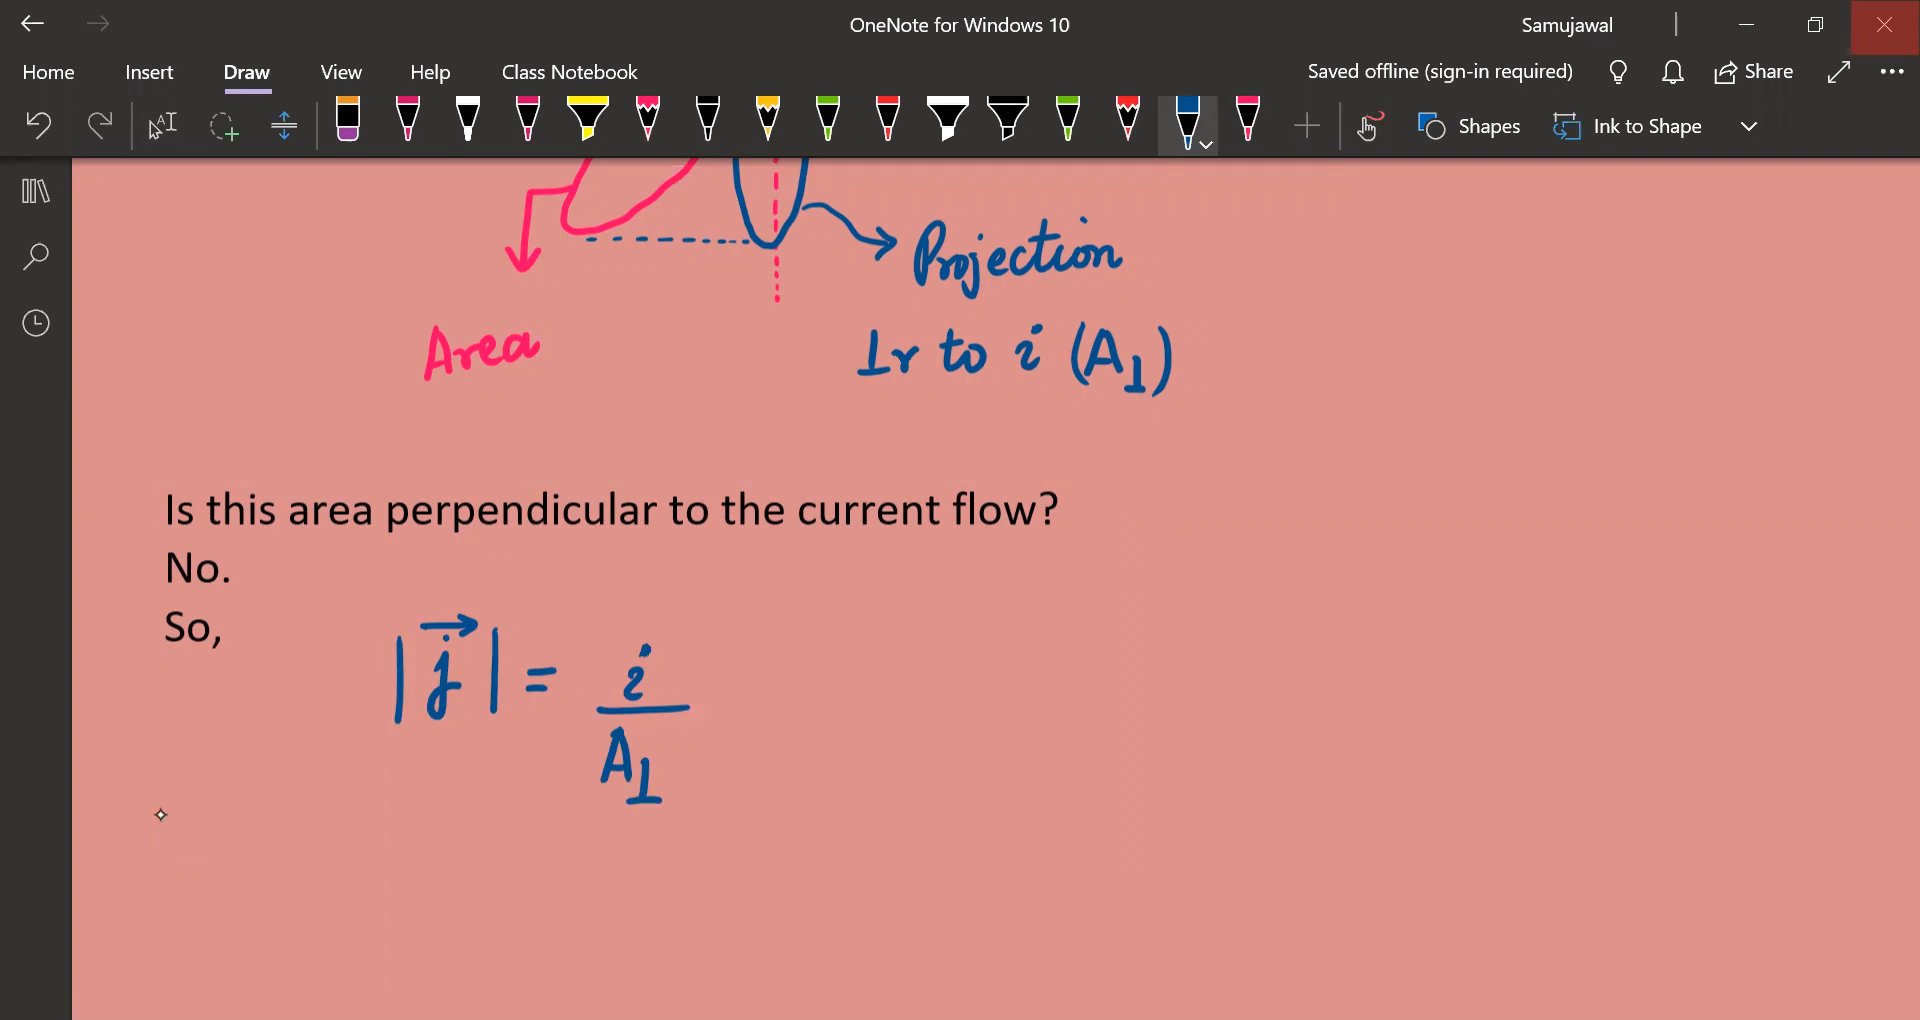 OneNote for Windows 10
Samujawal
Home Insert Draw View Help Class Notebook
Saved offline (sign-in required) Share
Shapes Ink to Shape
Projection
Area
⊥r to i (A⊥)
Is this area perpendicular to the current flow?
No.
So,
|j⃗| = i / A⊥